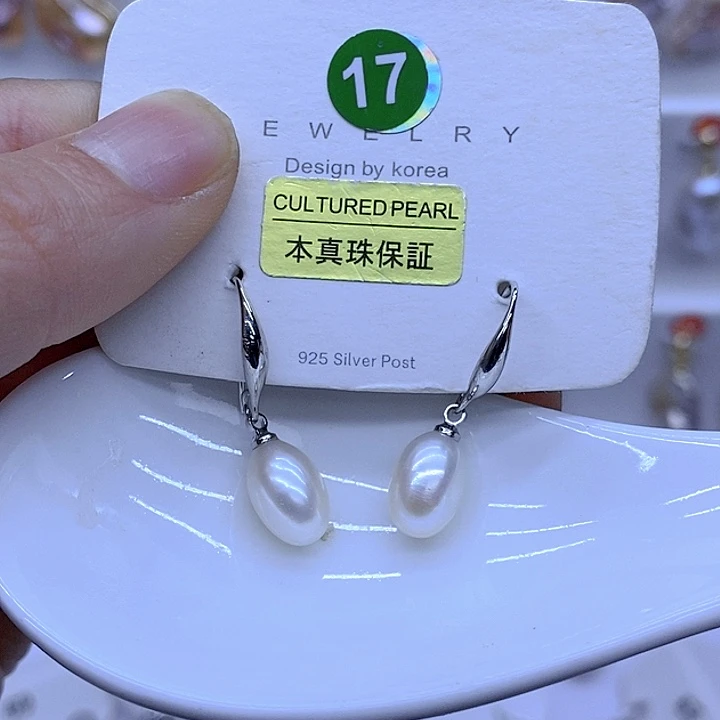 17
EWELRY
Design by korea
CULTURED PEARL
本真珠保証
925 Silver Post